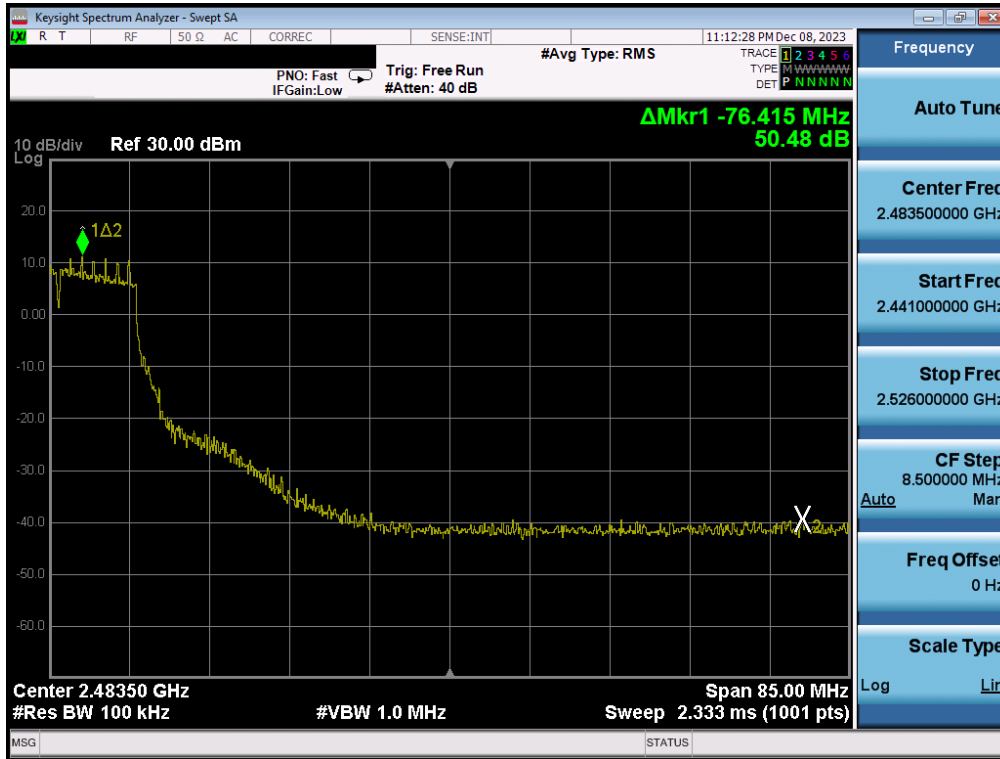 Keysight Spectrum Analyzer - Swept SA
LXI R T RF 50 Ω AC CORREC SENSE:INT 11:12:28 PM Dec 08, 2023
PNO: Fast
IFGain:Low
Trig: Free Run
#Atten: 40 dB
#Avg Type: RMS
TRACE 1 2 3 4 5 6
TYPE M W W W W W
DET P N N N N N
ΔMkr1 -76.415 MHz
50.48 dB
10 dB/div
Log
Ref 30.00 dBm
20.0
1Δ2
10.0
0.00
-10.0
-20.0
-30.0
-40.0
X2
-50.0
-60.0
Center 2.48350 GHz
Span 85.00 MHz
#Res BW 100 kHz
#VBW 1.0 MHz
Sweep 2.333 ms (1001 pts)
MSG
STATUS
Frequency
Auto Tune
Center Freq
2.483500000 GHz
Start Freq
2.441000000 GHz
Stop Freq
2.526000000 GHz
CF Step
8.500000 MHz
Auto Man
Freq Offset
0 Hz
Scale Type
Log Lin